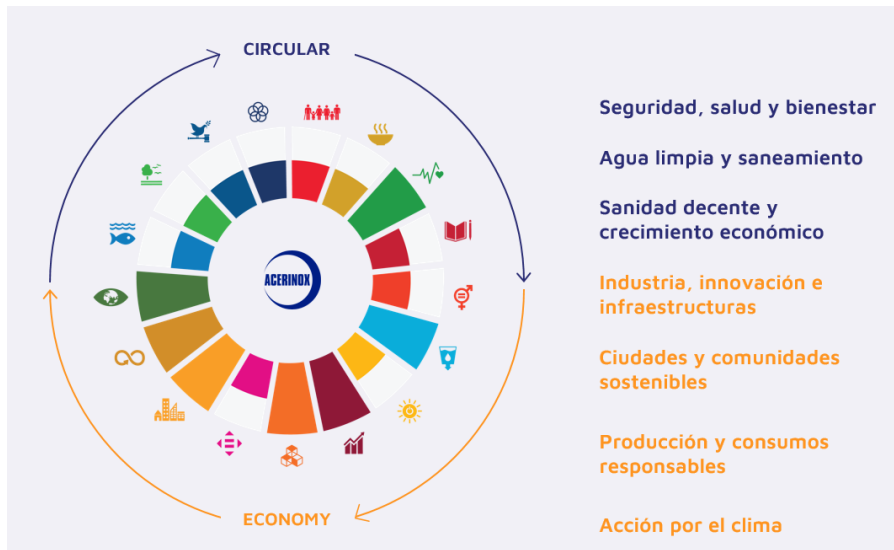 CIRCULAR
ACERINOX
ECONOMY
Seguridad, salud y bienestar
Agua limpia y saneamiento
Sanidad decente y
crecimiento económico
Industria, innovación e
infraestructuras
Ciudades y comunidades
sostenibles
Producción y consumos
responsables
Acción por el clima